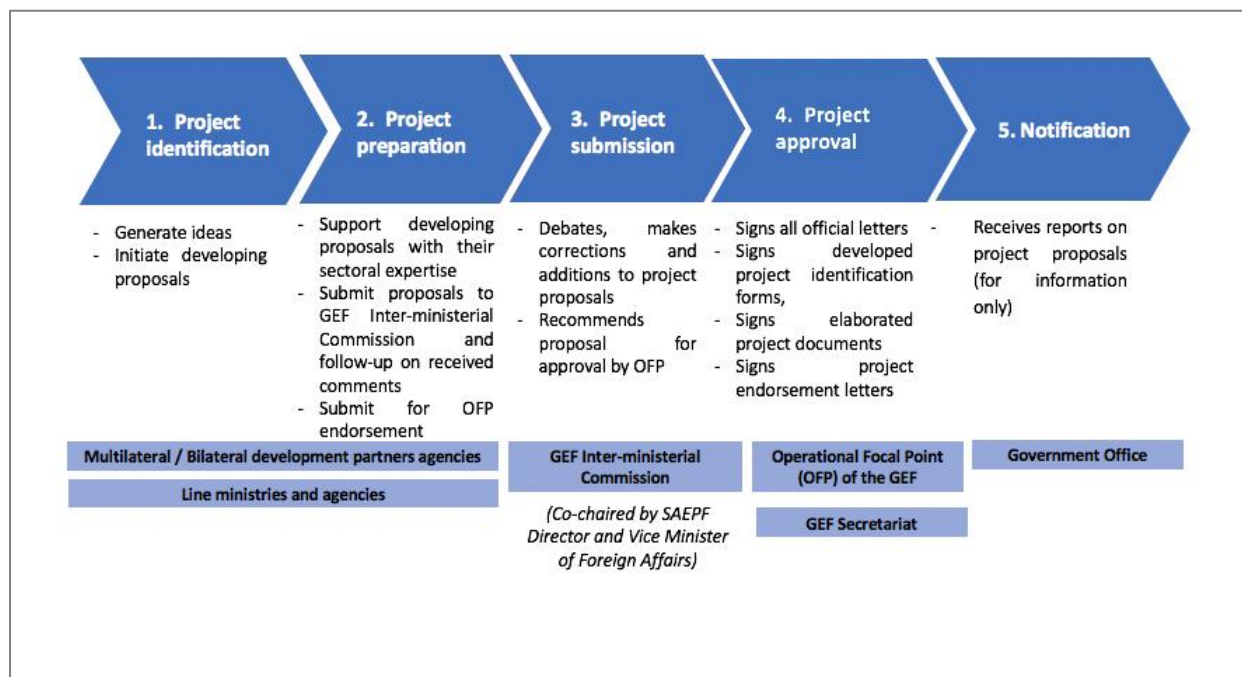 1. Project
identification
2. Project
preparation
3. Project
submission
4. Project
approval
5. Notification
- Generate ideas
- Initiate developing
proposals
- Support developing
proposals with their
sectoral expertise
- Submit proposals to
GEF Inter-ministerial
Commission and
follow-up on received
comments
- Submit for OFP
endorsement
- Debates, makes
corrections and
additions to project
proposals
- Recommends
proposal for
approval by OFP
- Signs all official letters
- Signs developed
project identification
forms,
- Signs elaborated
project documents
- Signs project
endorsement letters
- Receives reports on
project proposals
(for information
only)
Multilateral / Bilateral development partners agencies
Line ministries and agencies
GEF Inter-ministerial
Commission
(Co-chaired by SAEPF
Director and Vice Minister
of Foreign Affairs)
Operational Focal Point
(OFP) of the GEF
GEF Secretariat
Government Office